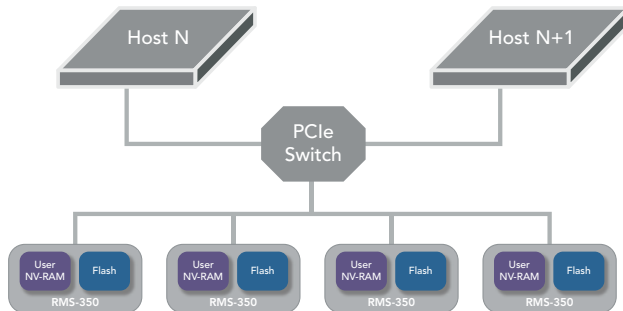 Host N
Host N+1
PCIe
Switch
User
NV-RAM
Flash
RMS-350
User
NV-RAM
Flash
RMS-350
User
NV-RAM
Flash
RMS-350
User
NV-RAM
Flash
RMS-350